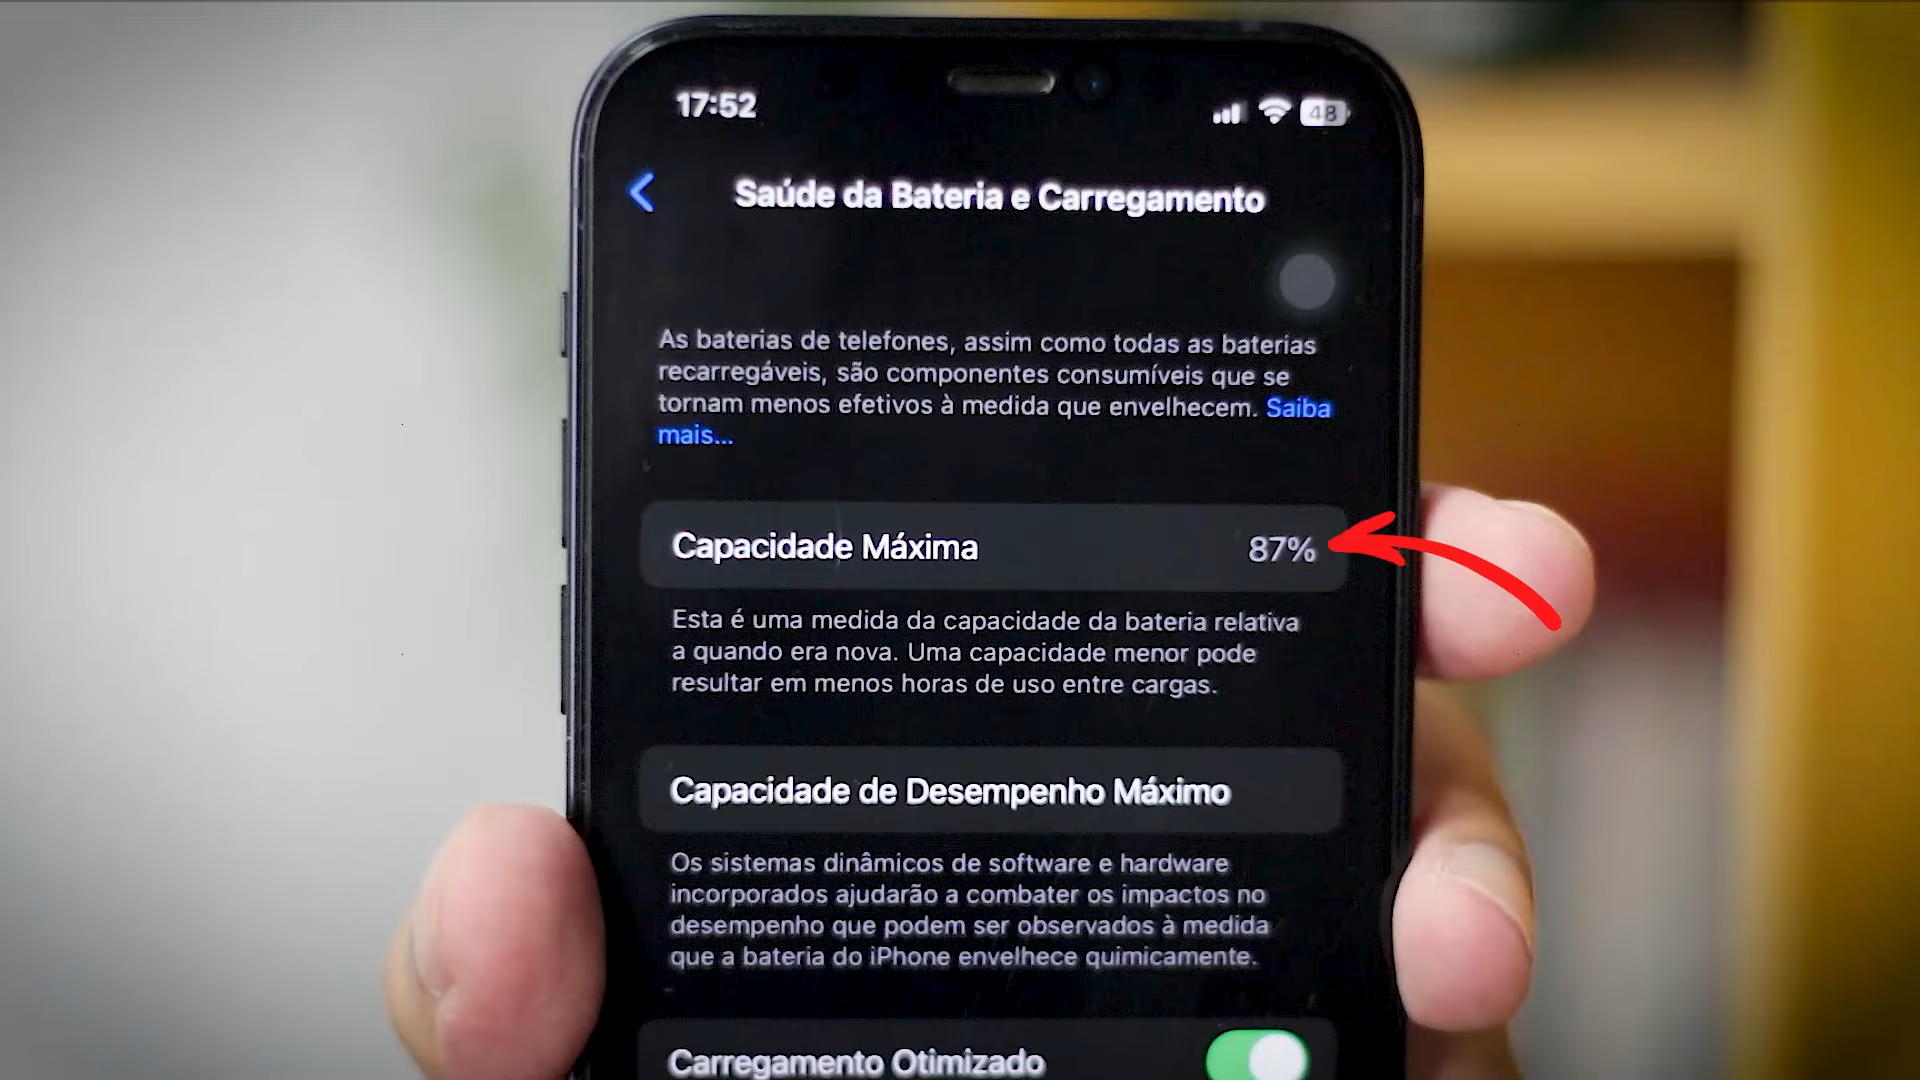 17:52
48
Saúde da Bateria e Carregamento
As baterias de telefones, assim como todas as baterias
recarregáveis, são componentes consumíveis que se
tornam menos efetivos à medida que envelhecem. Saiba
mais...
Capacidade Máxima 87%
Esta é uma medida da capacidade da bateria relativa
a quando era nova. Uma capacidade menor pode
resultar em menos horas de uso entre cargas.
Capacidade de Desempenho Máximo
Os sistemas dinâmicos de software e hardware
incorporados ajudarão a combater os impactos no
desempenho que podem ser observados à medida
que a bateria do iPhone envelhece quimicamente.
Carregamento Otimizado